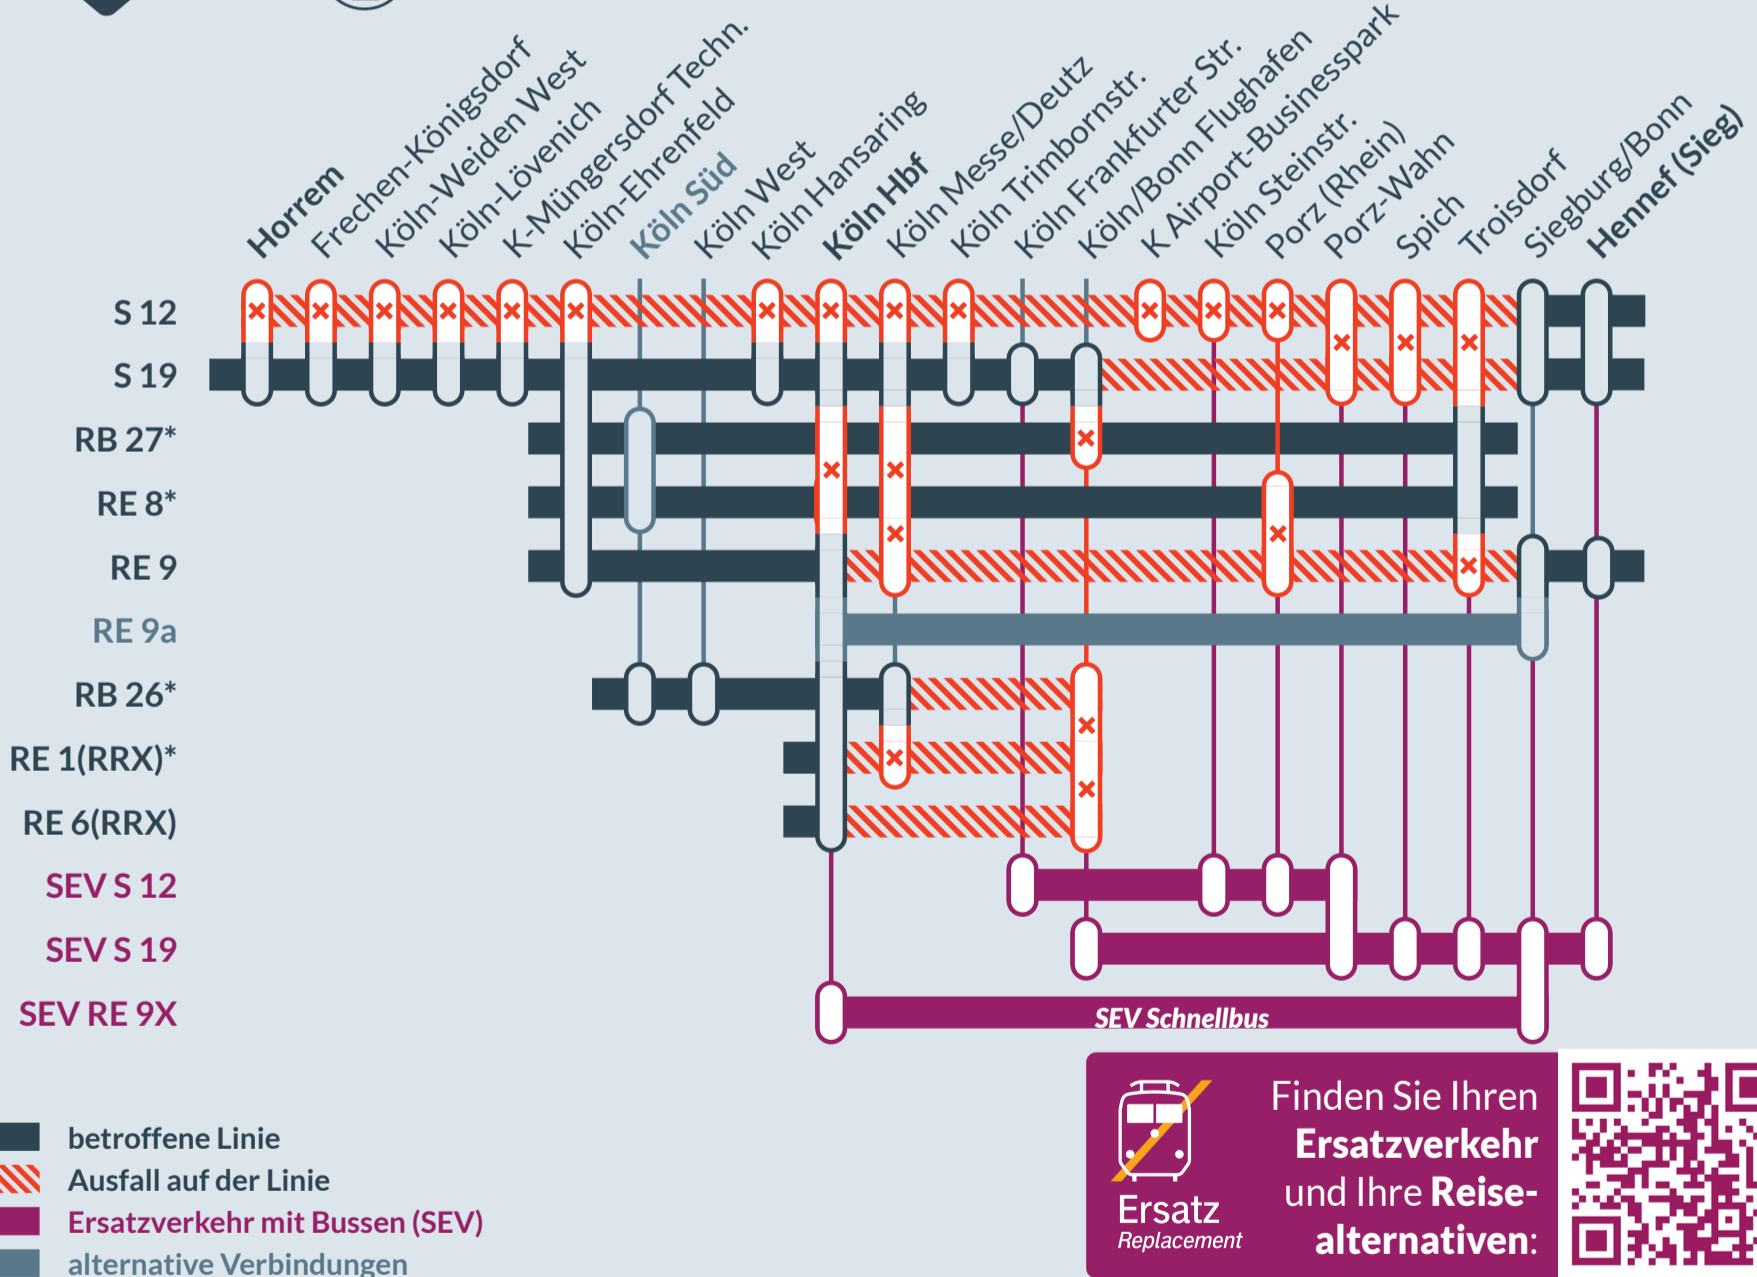 Horrem
Frechen-Königsdorf
Köln-Weiden West
Köln-Lövenich
K-Müngersdorf Techn.
Köln-Ehrenfeld
Köln Süd
Köln West
Köln Hansaring
Köln Hbf
Köln Messe/Deutz
Köln Trimbornstr.
Köln Frankfurter Str.
Köln/Bonn Flughafen
K Airport-Businesspark
Köln Steinstr.
Porz (Rhein)
Porz-Wahn
Spich
Troisdorf
Siegburg/Bonn
Hennef (Sieg)
S 12
S 19
RB 27*
RE 8*
RE 9
RE 9a
RB 26*
RE 1(RRX)*
RE 6(RRX)
SEV S 12
SEV S 19
SEV RE 9X
SEV Schnellbus
betroffene Linie
Ausfall auf der Linie
Ersatzverkehr mit Bussen (SEV)
alternative Verbindungen
Ersatz
Replacement
Finden Sie Ihren
Ersatzverkehr
und Ihre Reise-
alternativen: